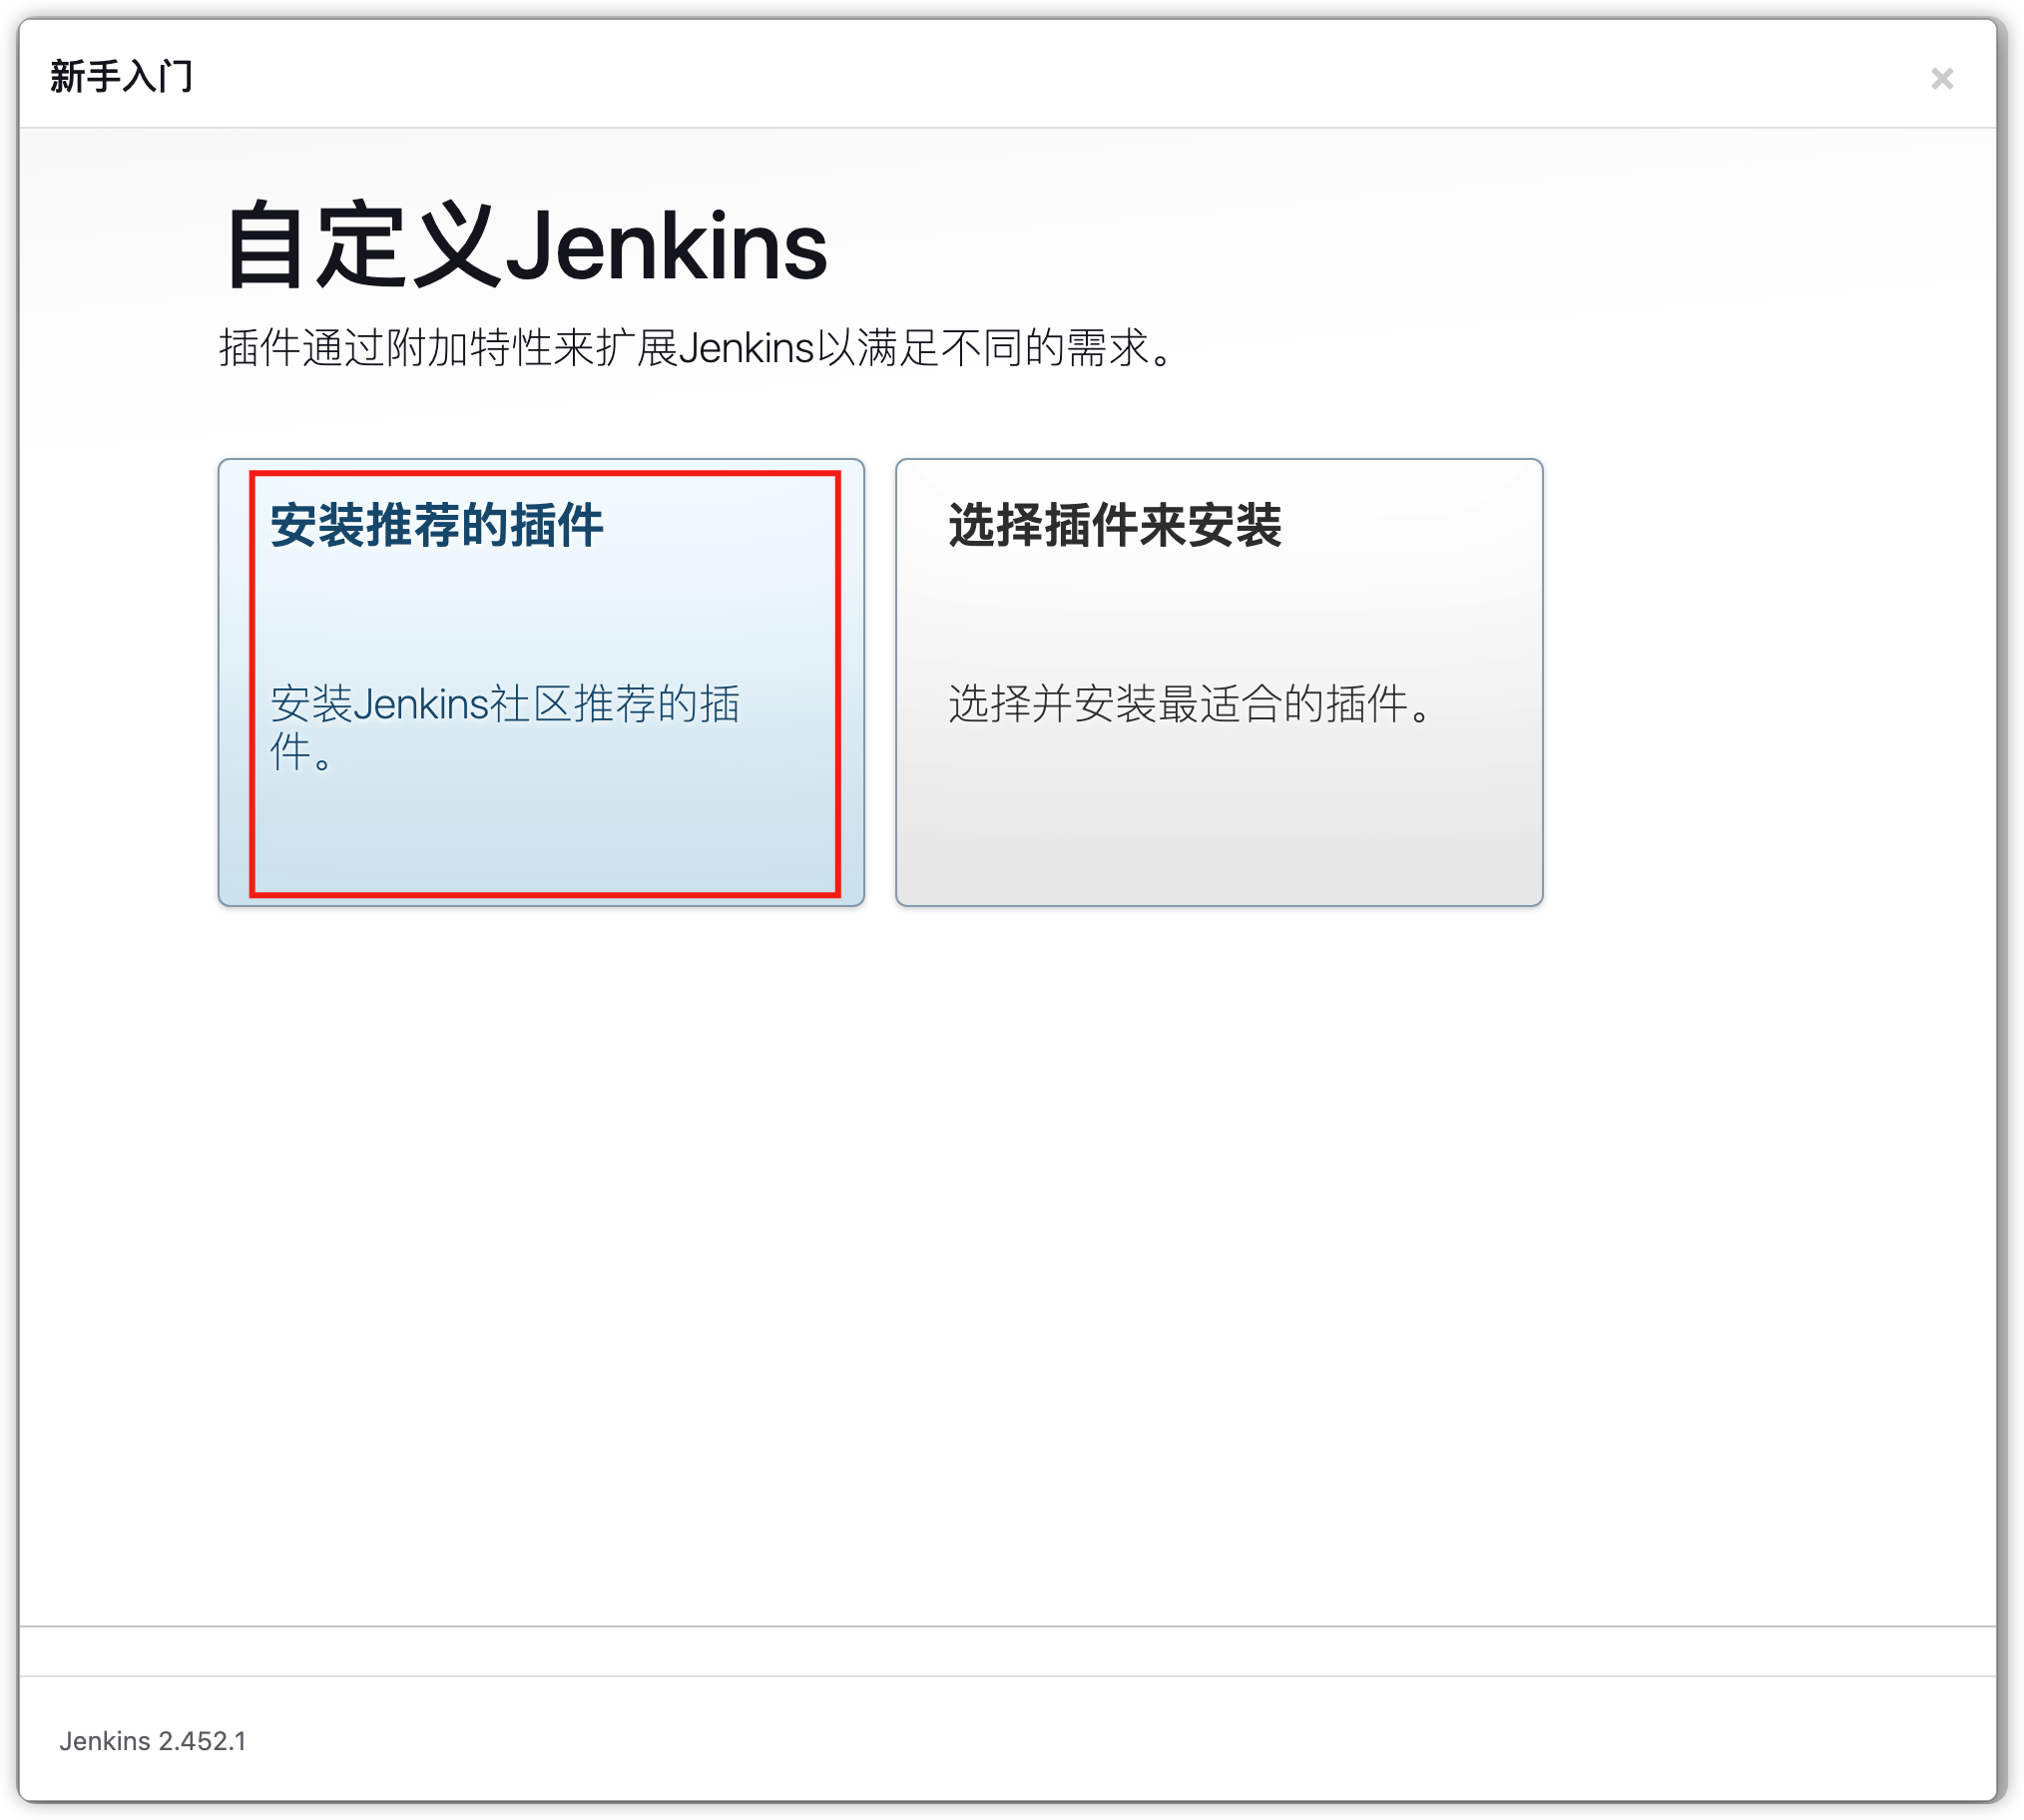 新手入门
×
自定义Jenkins
插件通过附加特性来扩展Jenkins以满足不同的需求。
安装推荐的插件
安装Jenkins社区推荐的插
件。
选择插件来安装
选择并安装最适合的插件。
Jenkins 2.452.1